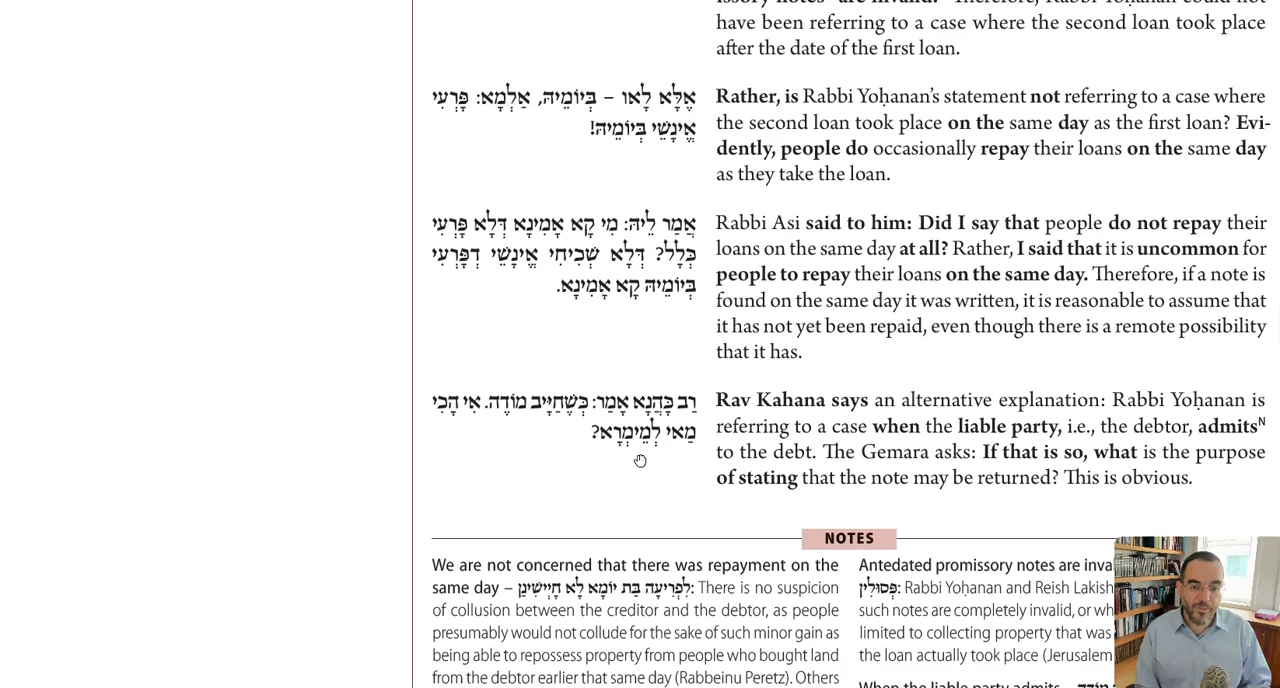 have been referring to a case where the second loan took place
after the date of the first loan.
אֶלָּא לָאו – בְּיוֹמֵיהּ, אַלְמָא: פָּרְעִי
אֱינָשֵׁי בְּיוֹמֵיהּ!
Rather, is Rabbi Yoḥanan’s statement not referring to a case where
the second loan took place on the same day as the first loan? Evi-
dently, people do occasionally repay their loans on the same day
as they take the loan.
אֲמַר לֵיהּ: מִי קָא אָמֵינָא דְּלָא פָּרְעִי
כְּלָל? דְּלָא שְׁכִיחִי אֱינָשֵׁי דְּפָרְעִי
בְּיוֹמֵיהּ קָא אָמֵינָא.
Rabbi Asi said to him: Did I say that people do not repay their
loans on the same day at all? Rather, I said that it is uncommon for
people to repay their loans on the same day. Therefore, if a note is
found on the same day it was written, it is reasonable to assume that
it has not yet been repaid, even though there is a remote possibility
that it has.
רַב כָּהֲנָא אָמַר: כְּשֶׁחַיָּיב מוֹדֶה. אִי הָכִי
מַאי לְמֵימְרָא?
Rav Kahana says an alternative explanation: Rabbi Yoḥanan is
referring to a case when the liable party, i.e., the debtor, admitsᴺ
to the debt. The Gemara asks: If that is so, what is the purpose
of stating that the note may be returned? This is obvious.
NOTES
We are not concerned that there was repayment on the
same day – לִפְרִיעָה בַּת יוֹמָא לָא חָיְישִׁינַן: There is no suspicion
of collusion between the creditor and the debtor, as people
presumably would not collude for the sake of such minor gain as
being able to repossess property from people who bought land
from the debtor earlier that same day (Rabbeinu Peretz). Others
Antedated promissory notes are inva
פְּסוּלִין: Rabbi Yoḥanan and Reish Lakish
such notes are completely invalid, or wh
limited to collecting property that was
the loan actually took place (Jerusalem
When the liable party admits –